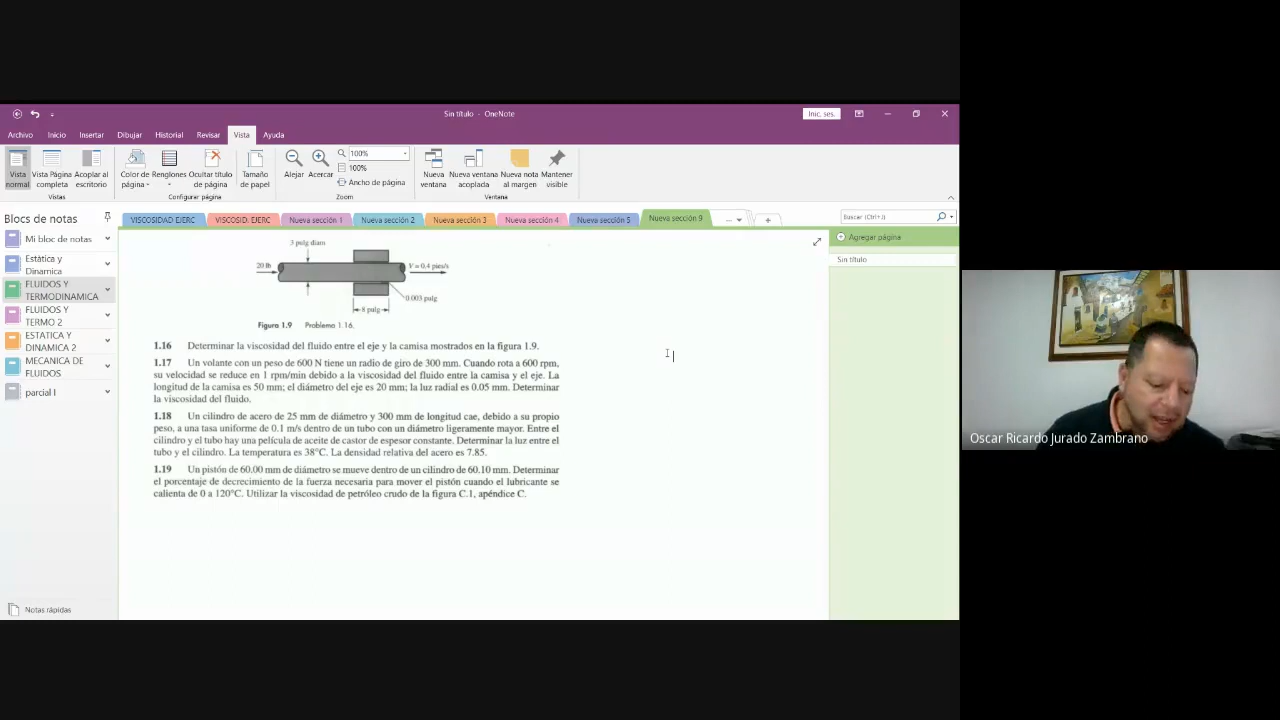 Sin título - OneNote
Inic. ses.
Archivo Inicio Insertar Dibujar Historial Revisar Vista Ayuda
Vista normal
Vista Página completa
Acoplar al escritorio
Vistas
Color de página
Renglones
Ocultar título de página
Tamaño de papel
Configurar página
Alejar
Acercar
100%
100%
Ancho de página
Zoom
Nueva ventana
Nueva ventana acoplada
Nueva nota al margen
Mantener visible
Ventana
Blocs de notas
VISCOSIDAD EJERC
VISCOSID. EJERC
Nueva sección 1
Nueva sección 2
Nueva sección 3
Nueva sección 4
Nueva sección 5
Nueva sección 9
...
Buscar (Ctrl+J)
Mi bloc de notas
Estática y
Dinamica
FLUIDOS Y
TERMODINAMICA
FLUIDOS Y
TERMO 2
ESTATICA Y
DINAMICA 2
MECANICA DE
FLUIDOS
parcial I
Notas rápidas
Agregar página
Sin título
3 pulg diam
20 lb
V = 0.4 pies/s
0.003 pulg
8 pulg
Figura 1.9 Problema 1.16.
1.16 Determinar la viscosidad del fluido entre el eje y la camisa mostrados en la figura 1.9.
1.17 Un volante con un peso de 600 N tiene un radio de giro de 300 mm. Cuando rota a 600 rpm,
su velocidad se reduce en 1 rpm/min debido a la viscosidad del fluido entre la camisa y el eje. La
longitud de la camisa es 50 mm; el diámetro del eje es 20 mm; la luz radial es 0.05 mm. Determinar
la viscosidad del fluido.
1.18 Un cilindro de acero de 25 mm de diámetro y 300 mm de longitud cae, debido a su propio
peso, a una tasa uniforme de 0.1 m/s dentro de un tubo con un diámetro ligeramente mayor. Entre el
cilindro y el tubo hay una película de aceite de castor de espesor constante. Determinar la luz entre el
tubo y el cilindro. La temperatura es 38°C. La densidad relativa del acero es 7.85.
1.19 Un pistón de 60.00 mm de diámetro se mueve dentro de un cilindro de 60.10 mm. Determinar
el porcentaje de decrecimiento de la fuerza necesaria para mover el pistón cuando el lubricante se
calienta de 0 a 120°C. Utilizar la viscosidad de petróleo crudo de la figura C.1, apéndice C.
Oscar Ricardo Jurado Zambrano